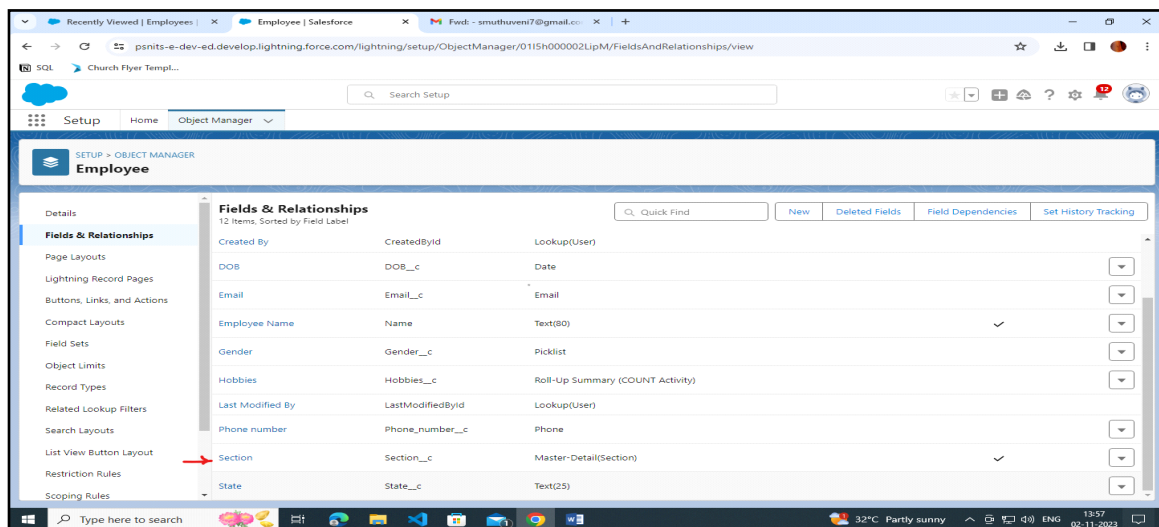 Recently Viewed | Employees |
Employee | Salesforce
Fwd: - smuthuveni7@gmail.co
psnits-e-dev-ed.develop.lightning.force.com/lightning/setup/ObjectManager/01I5h000002LipM/FieldsAndRelationships/view
SQL
Church Flyer Templ...
Search Setup
12
Setup
Home
Object Manager
SETUP > OBJECT MANAGER
Employee
Details
Fields & Relationships
Page Layouts
Lightning Record Pages
Buttons, Links, and Actions
Compact Layouts
Field Sets
Object Limits
Record Types
Related Lookup Filters
Search Layouts
List View Button Layout
Restriction Rules
Scoping Rules
Fields & Relationships
12 Items, Sorted by Field Label
Quick Find
New
Deleted Fields
Field Dependencies
Set History Tracking
Created By CreatedById Lookup(User)
DOB DOB__c Date
Email Email__c Email
Employee Name Name Text(80)
Gender Gender__c Picklist
Hobbies Hobbies__c Roll-Up Summary (COUNT Activity)
Last Modified By LastModifiedById Lookup(User)
Phone number Phone_number__c Phone
Section Section__c Master-Detail(Section)
State State__c Text(25)
Type here to search
32°C Partly sunny
ENG
13:57
02-11-2023